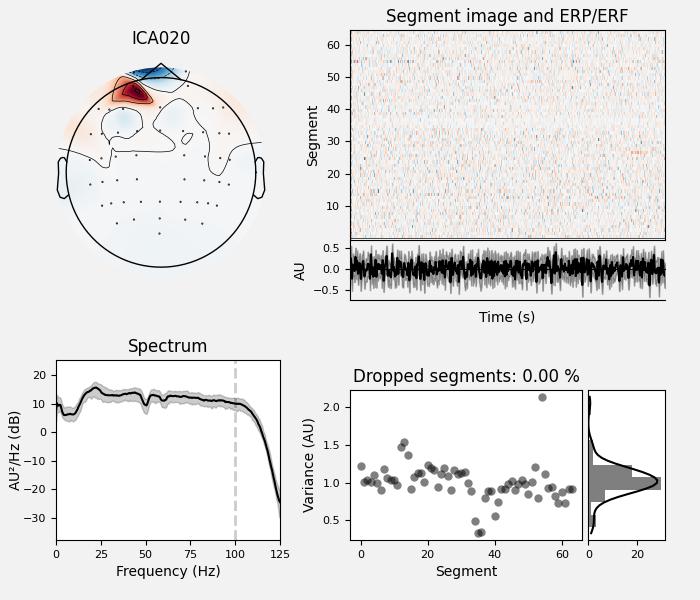 ICA020
Segment image and ERP/ERF
60
50
40
30
20
10
Segment
0.5
0.0
−0.5
AU
Time (s)
Spectrum
20
10
0
−10
−20
−30
AU²/Hz (dB)
0 25 50 75 100 125
Frequency (Hz)
Dropped segments: 0.00 %
2.0
1.5
1.0
0.5
Variance (AU)
0 20 40 60
Segment
0 20